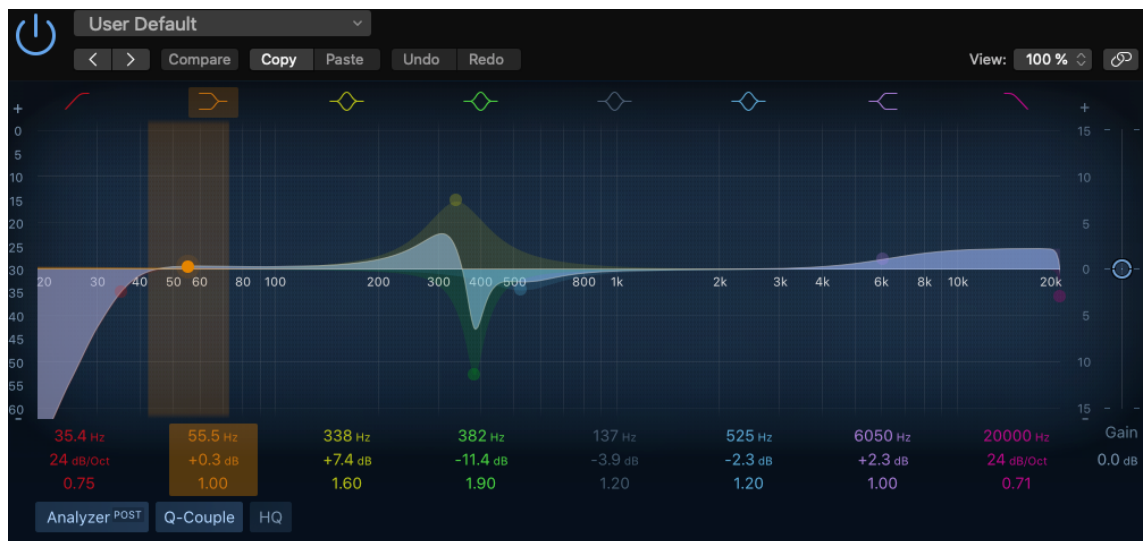 User Default
Compare Copy Paste Undo Redo View: 100 %
+ +
0 15
5
10 10
15
20 5
25
30 0
20 30 40 50 60 80 100 200 300 400 500 800 1k 2k 3k 4k 6k 8k 10k 20k
35
40 5
45
50 10
55
60 15
- -
35.4 Hz 55.5 Hz 338 Hz 382 Hz 137 Hz 525 Hz 6050 Hz 20000 Hz Gain
24 dB/Oct +0.3 dB +7.4 dB -11.4 dB -3.9 dB -2.3 dB +2.3 dB 24 dB/Oct 0.0 dB
0.75 1.00 1.60 1.90 1.20 1.20 1.00 0.71
Analyzer POST Q-Couple HQ